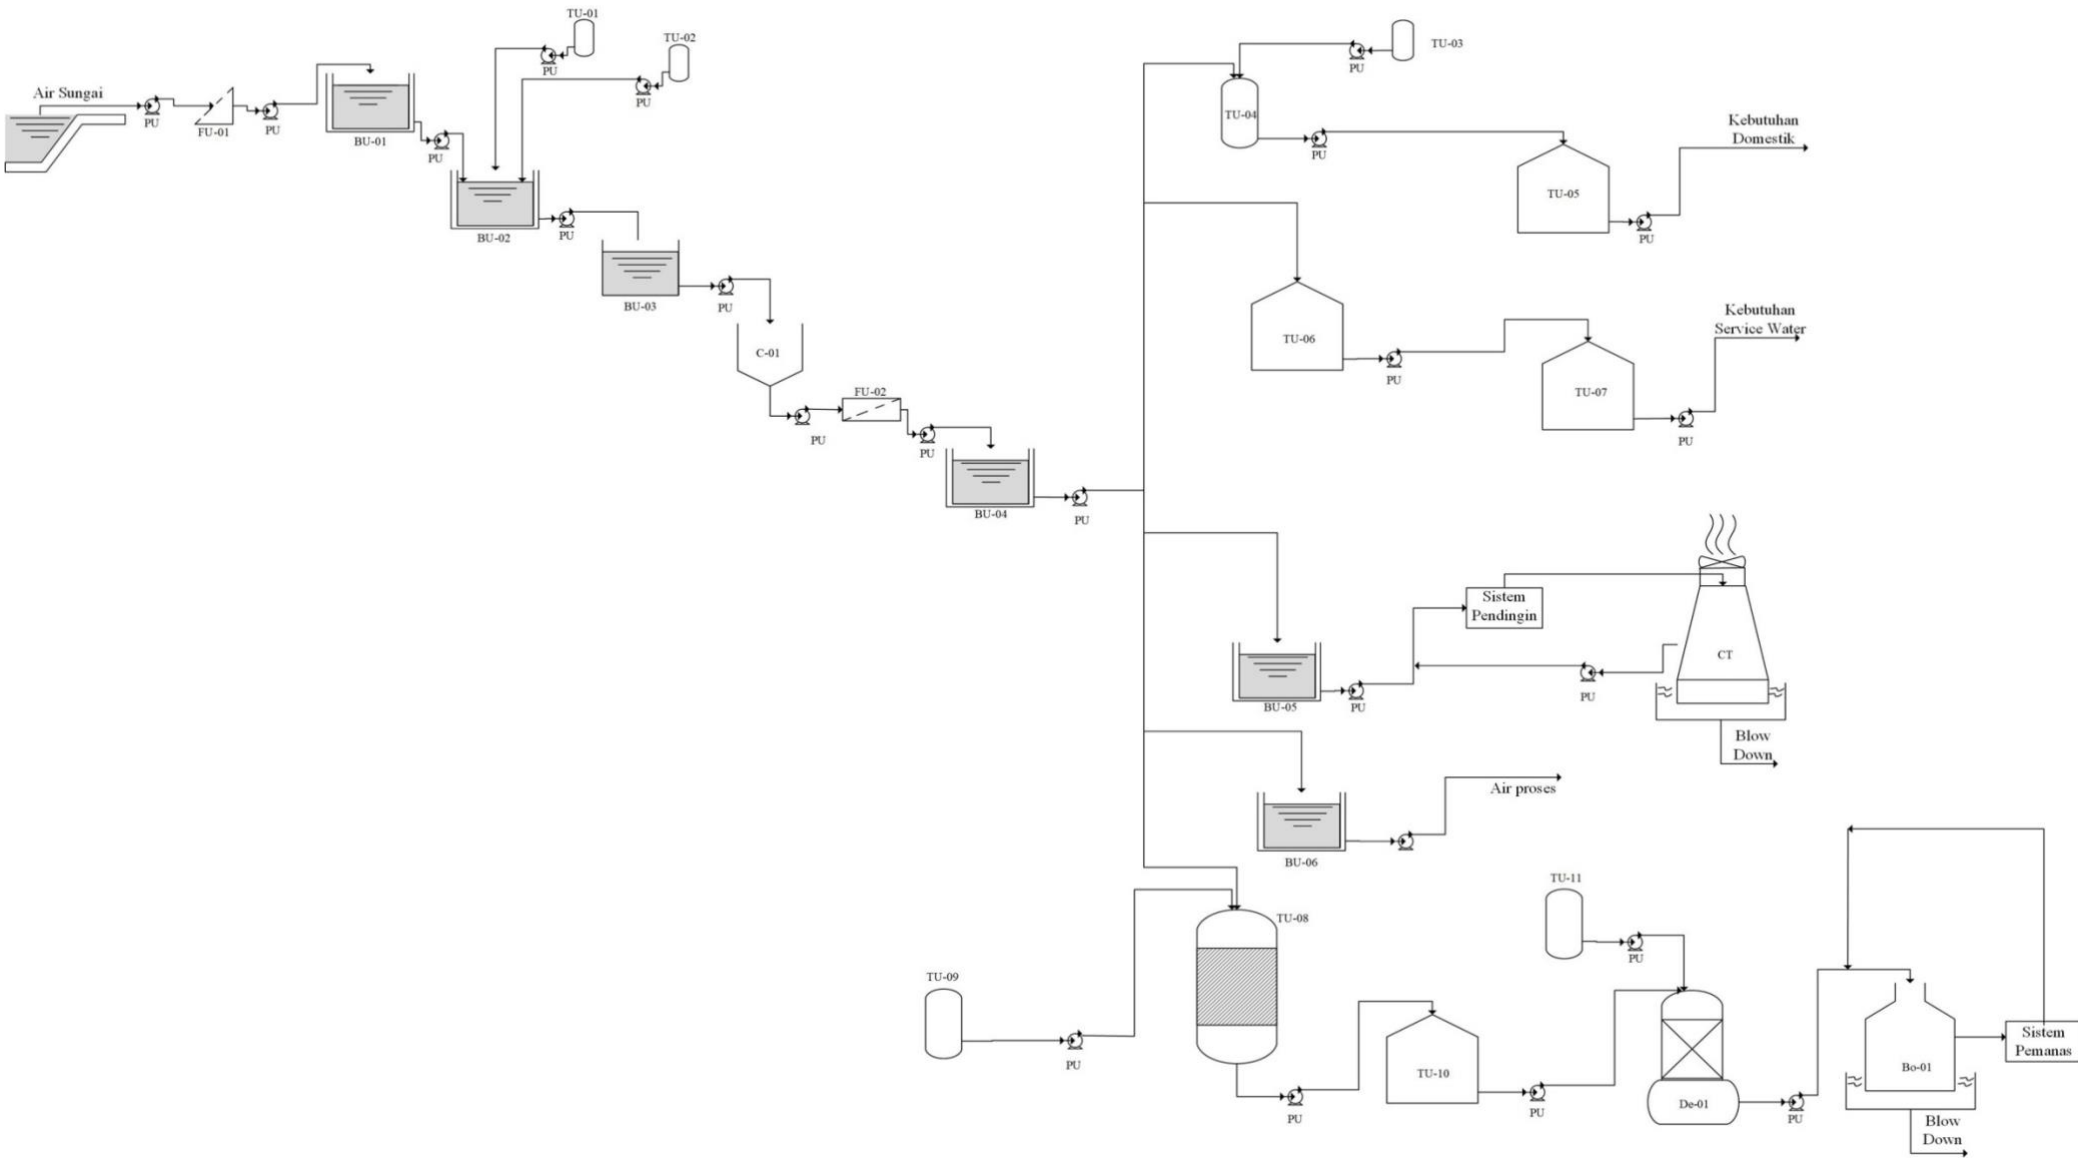 TU-01
TU-02
PU
PU
Air Sungai
PU
FU-01
PU
BU-01
PU
BU-02
PU
BU-03
PU
C-01
PU
FU-02
PU
BU-04
PU
TU-03
PU
TU-04
PU
TU-05
PU
Kebutuhan
Domestik
TU-06
PU
TU-07
PU
Kebutuhan
Service Water
BU-05
PU
Sistem
Pendingin
PU
CT
Blow
Down
BU-06
Air proses
TU-08
TU-09
PU
PU
TU-10
PU
TU-11
PU
De-01
PU
Bo-01
Sistem
Pemanas
Blow
Down